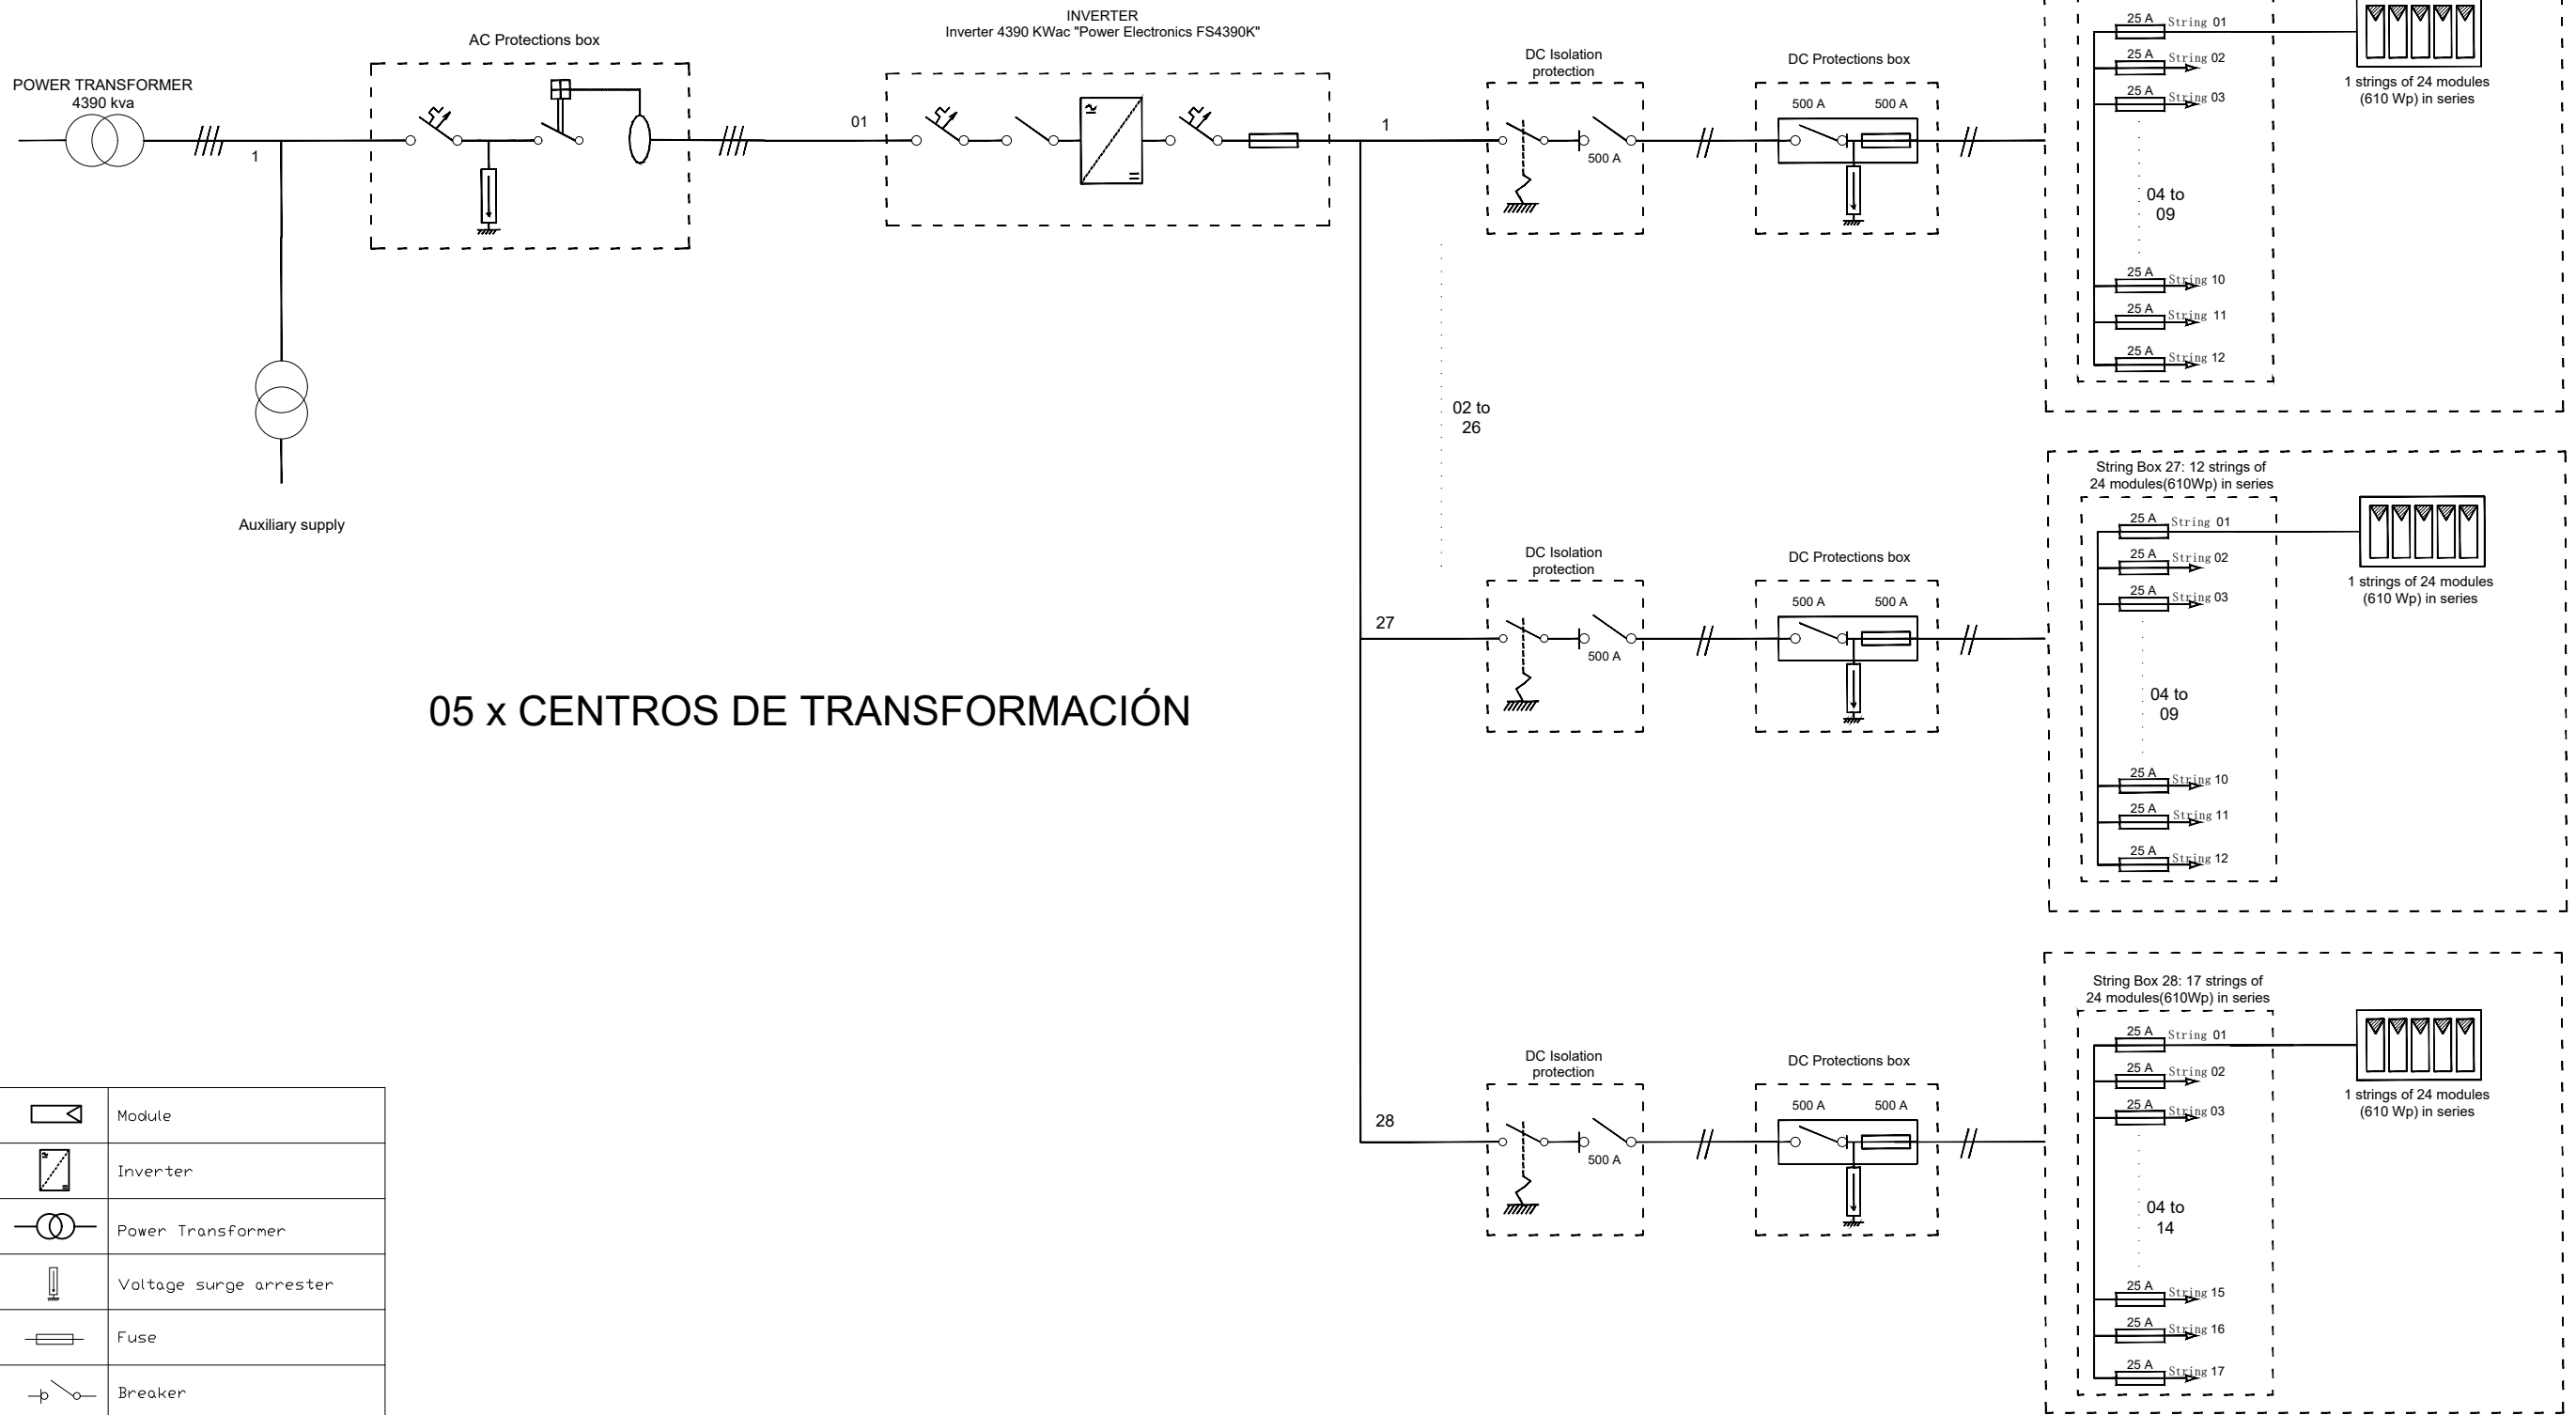 INVERTER
Inverter 4390 KWac "Power Electronics FS4390K"
AC Protections box
POWER TRANSFORMER
4390 kva
1
01
Auxiliary supply
05 x CENTROS DE TRANSFORMACIÓN
1
DC Isolation
protection
500 A
DC Protections box
500 A
500 A
25 A
String 01
25 A
String 02
25 A
String 03
04 to
09
25 A
String 10
25 A
String 11
25 A
String 12
1 strings of 24 modules
(610 Wp) in series
02 to
26
27
DC Isolation
protection
500 A
DC Protections box
500 A
500 A
String Box 27: 12 strings of
24 modules(610Wp) in series
25 A
String 01
25 A
String 02
25 A
String 03
04 to
09
25 A
String 10
25 A
String 11
25 A
String 12
1 strings of 24 modules
(610 Wp) in series
28
DC Isolation
protection
500 A
DC Protections box
500 A
500 A
String Box 28: 17 strings of
24 modules(610Wp) in series
25 A
String 01
25 A
String 02
25 A
String 03
04 to
14
25 A
String 15
25 A
String 16
25 A
String 17
1 strings of 24 modules
(610 Wp) in series
Module
Inverter
Power Transformer
Voltage surge arrester
Fuse
Breaker